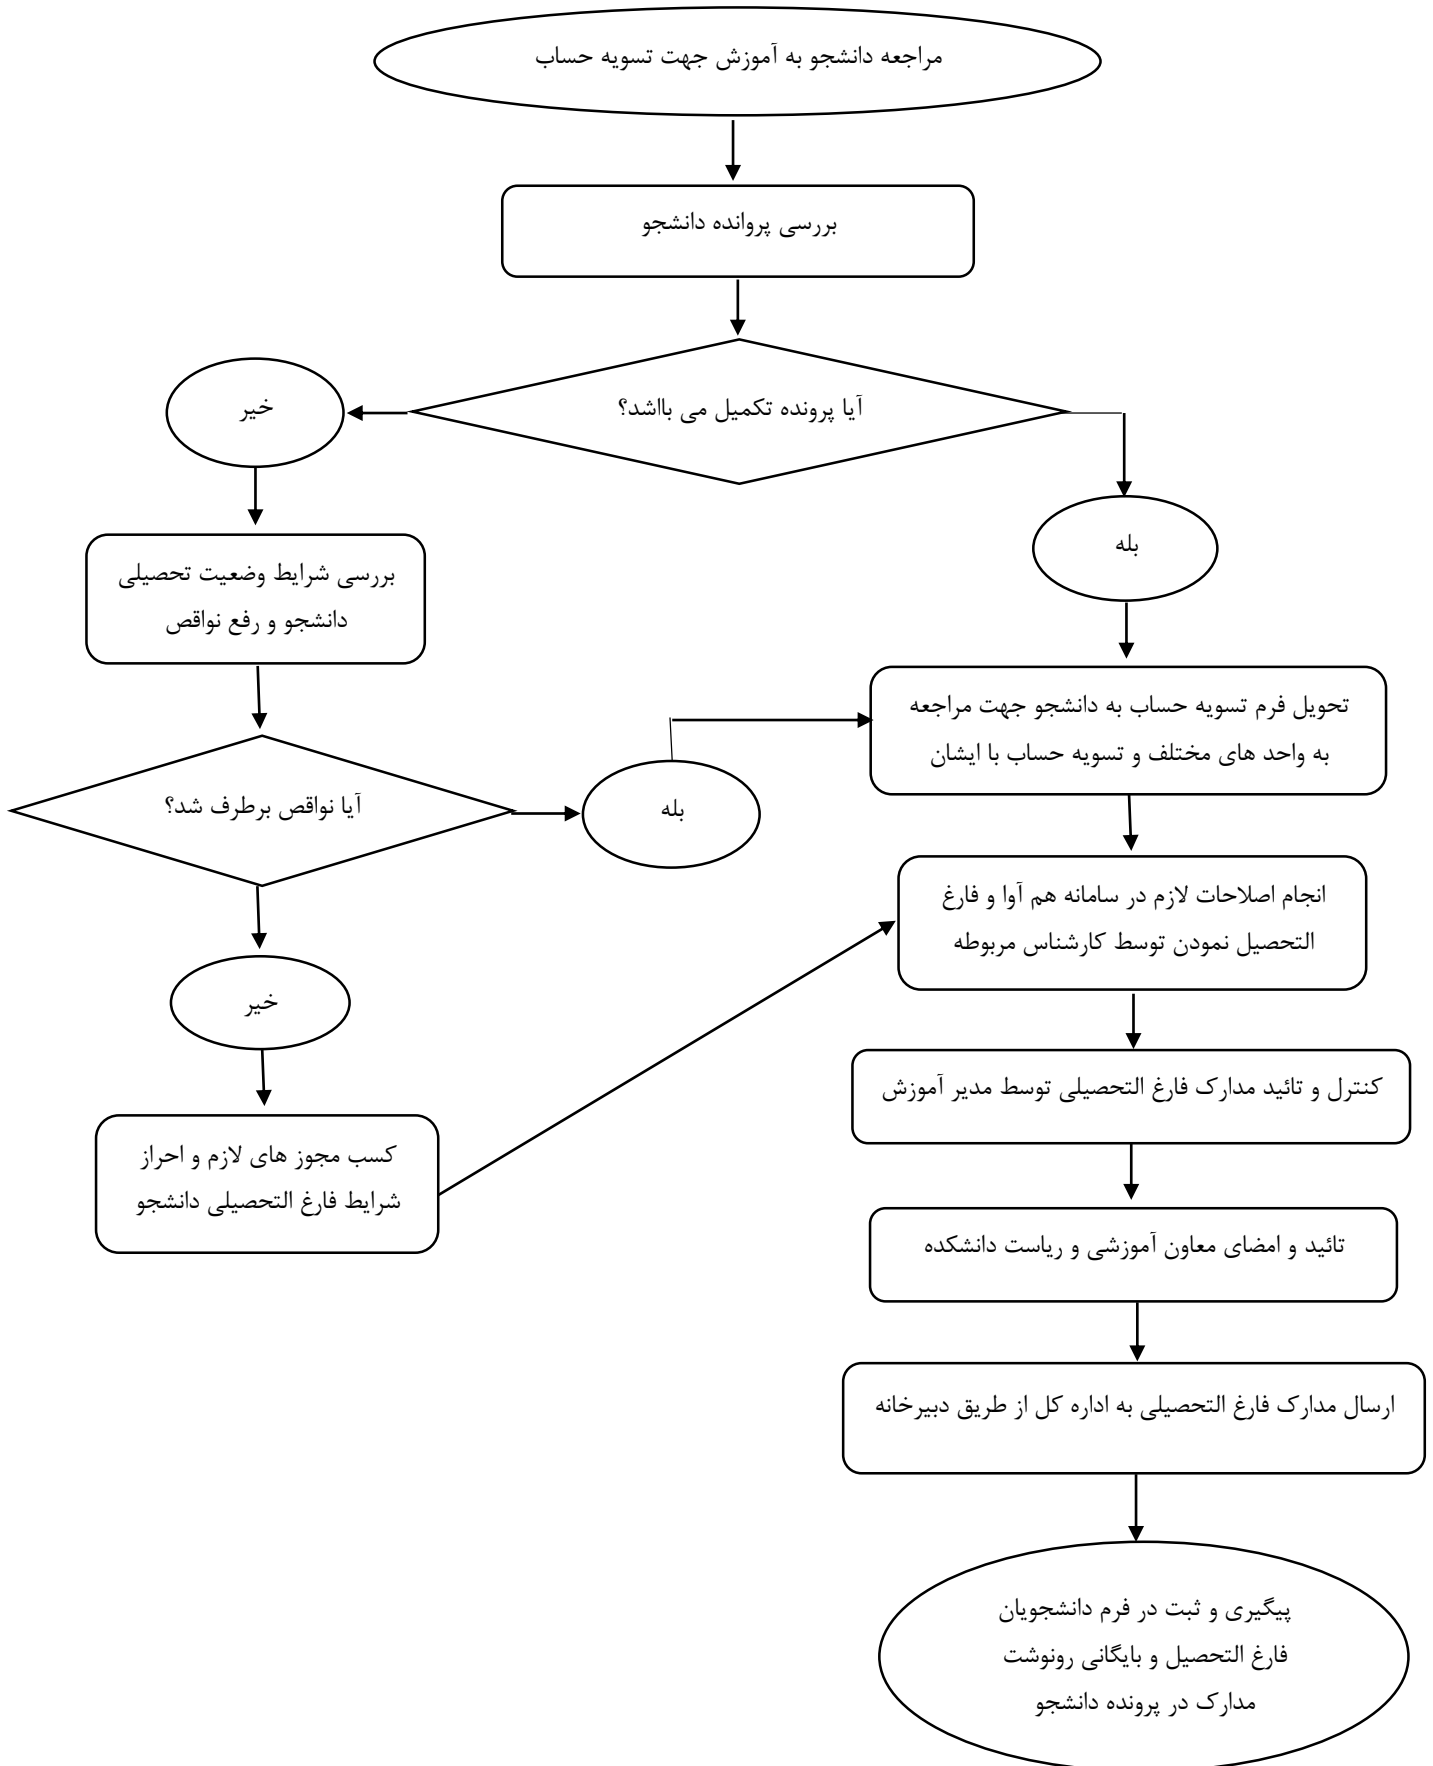 مراجعه دانشجو به آموزش جهت تسویه حساب
بررسی پروانده دانشجو
آیا پرونده تکمیل می بااشد؟
خیر
بله
بررسی شرایط وضعیت تحصیلی
دانشجو و رفع نواقص
تحویل فرم تسویه حساب به دانشجو جهت مراجعه
به واحد های مختلف و تسویه حساب با ایشان
آیا نواقص برطرف شد؟
بله
انجام اصلاحات لازم در سامانه هم آوا و فارغ
التحصیل نمودن توسط کارشناس مربوطه
خیر
کنترل و تائید مدارک فارغ التحصیلی توسط مدیر آموزش
کسب مجوز های لازم و احراز
شرایط فارغ التحصیلی دانشجو
تائید و امضای معاون آموزشی و ریاست دانشکده
ارسال مدارک فارغ التحصیلی به اداره کل از طریق دبیرخانه
پیگیری و ثبت در فرم دانشجویان
فارغ التحصیل و بایگانی رونوشت
مدارک در پرونده دانشجو